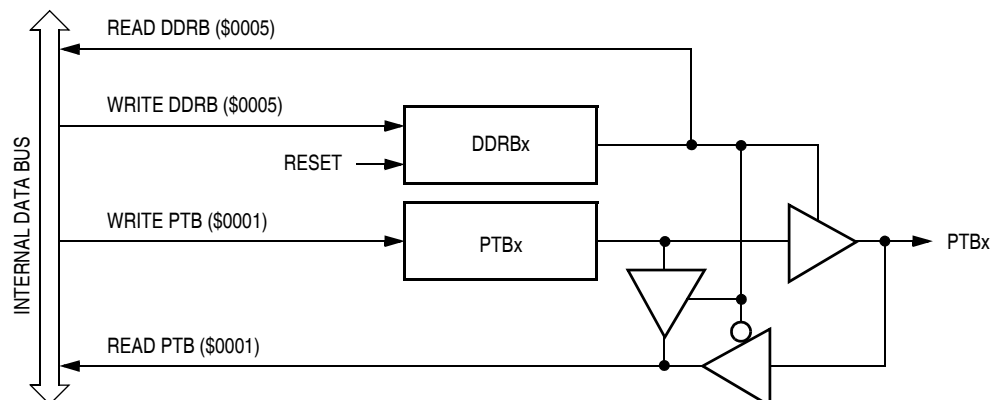 READ DDRB ($0005)
WRITE DDRB ($0005)
DDRBx
RESET
WRITE PTB ($0001)
PTBx
PTBx
READ PTB ($0001)
INTERNAL DATA BUS